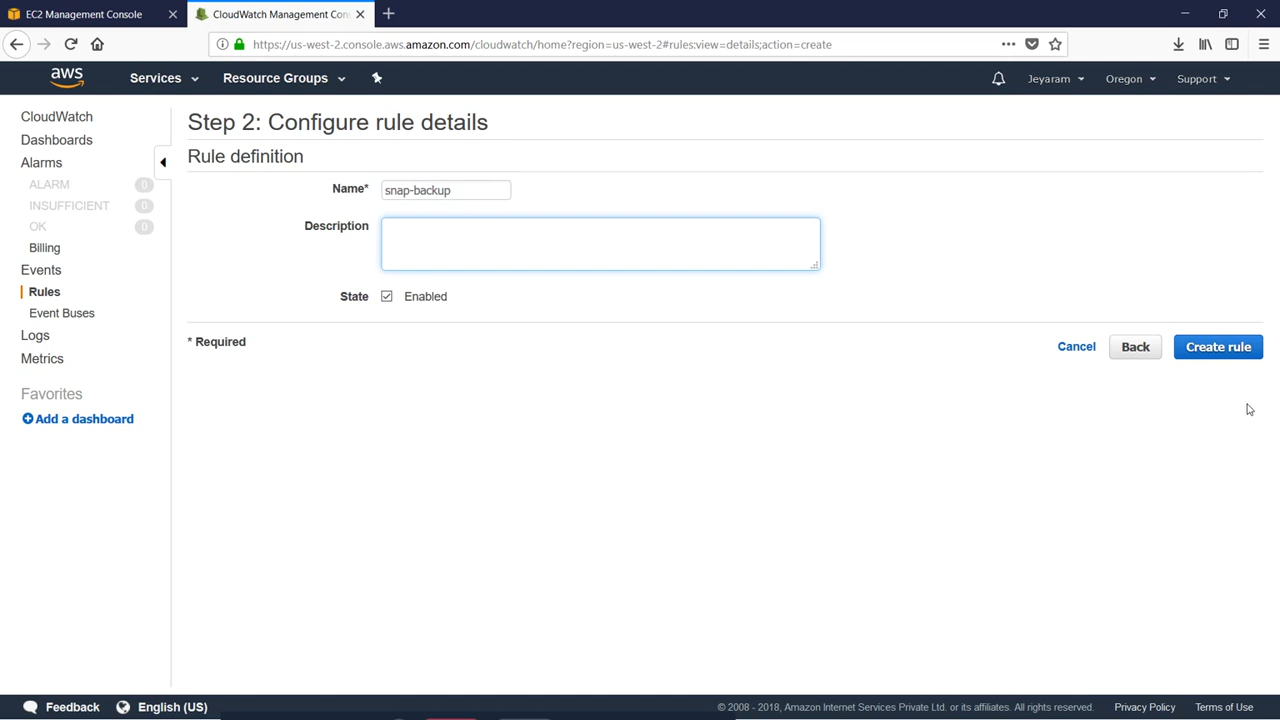 EC2 Management Console
CloudWatch Management Con
https://us-west-2.console.aws.amazon.com/cloudwatch/home?region=us-west-2#rules:view=details;action=create
aws
Services
Resource Groups
Jeyaram
Oregon
Support
CloudWatch
Dashboards
Alarms
ALARM 0
INSUFFICIENT 0
OK 0
Billing
Events
Rules
Event Buses
Logs
Metrics
Favorites
Add a dashboard
Step 2: Configure rule details
Rule definition
Name* snap-backup
Description
State Enabled
* Required
Cancel Back Create rule
Feedback English (US) © 2008 - 2018, Amazon Internet Services Private Ltd. or its affiliates. All rights reserved. Privacy Policy Terms of Use